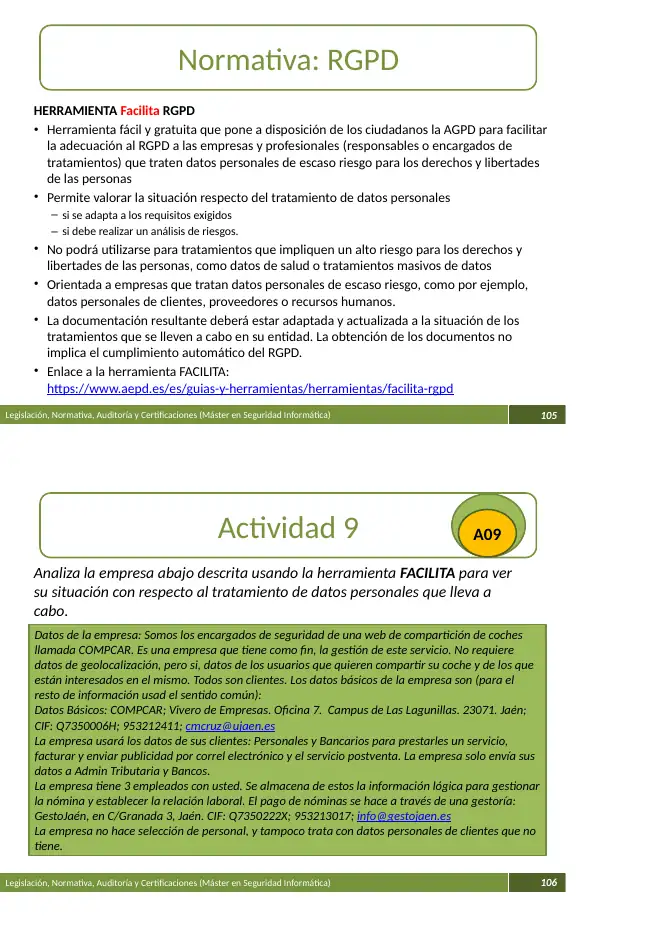 Normativa: RGPD
HERRAMIENTA Facilita RGPD
• Herramienta fácil y gratuita que pone a disposición de los ciudadanos la AGPD para facilitar
la adecuación al RGPD a las empresas y profesionales (responsables o encargados de
tratamientos) que traten datos personales de escaso riesgo para los derechos y libertades
de las personas
• Permite valorar la situación respecto del tratamiento de datos personales
– si se adapta a los requisitos exigidos
– si debe realizar un análisis de riesgos.
• No podrá utilizarse para tratamientos que impliquen un alto riesgo para los derechos y
libertades de las personas, como datos de salud o tratamientos masivos de datos
• Orientada a empresas que tratan datos personales de escaso riesgo, como por ejemplo,
datos personales de clientes, proveedores o recursos humanos.
• La documentación resultante deberá estar adaptada y actualizada a la situación de los
tratamientos que se lleven a cabo en su entidad. La obtención de los documentos no
implica el cumplimiento automático del RGPD.
• Enlace a la herramienta FACILITA:
https://www.aepd.es/es/guias-y-herramientas/herramientas/facilita-rgpd
Legislación, Normativa, Auditoría y Certificaciones (Máster en Seguridad Informática)
105
Actividad 9
A09
Analiza la empresa abajo descrita usando la herramienta FACILITA para ver
su situación con respecto al tratamiento de datos personales que lleva a
cabo.
Datos de la empresa: Somos los encargados de seguridad de una web de compartición de coches
llamada COMPCAR. Es una empresa que tiene como fin, la gestión de este servicio. No requiere
datos de geolocalización, pero si, datos de los usuarios que quieren compartir su coche y de los que
están interesados en el mismo. Todos son clientes. Los datos básicos de la empresa son (para el
resto de información usad el sentido común):
Datos Básicos: COMPCAR; Vivero de Empresas. Oficina 7. Campus de Las Lagunillas. 23071. Jaén;
CIF: Q7350006H; 953212411; cmcruz@ujaen.es
La empresa usará los datos de sus clientes: Personales y Bancarios para prestarles un servicio,
facturar y enviar publicidad por correl electrónico y el servicio postventa. La empresa solo envía sus
datos a Admin Tributaria y Bancos.
La empresa tiene 3 empleados con usted. Se almacena de estos la información lógica para gestionar
la nómina y establecer la relación laboral. El pago de nóminas se hace a través de una gestoría:
GestoJaén, en C/Granada 3, Jaén. CIF: Q7350222X; 953213017; info@gestojaen.es
La empresa no hace selección de personal, y tampoco trata con datos personales de clientes que no
tiene.
Legislación, Normativa, Auditoría y Certificaciones (Máster en Seguridad Informática)
106